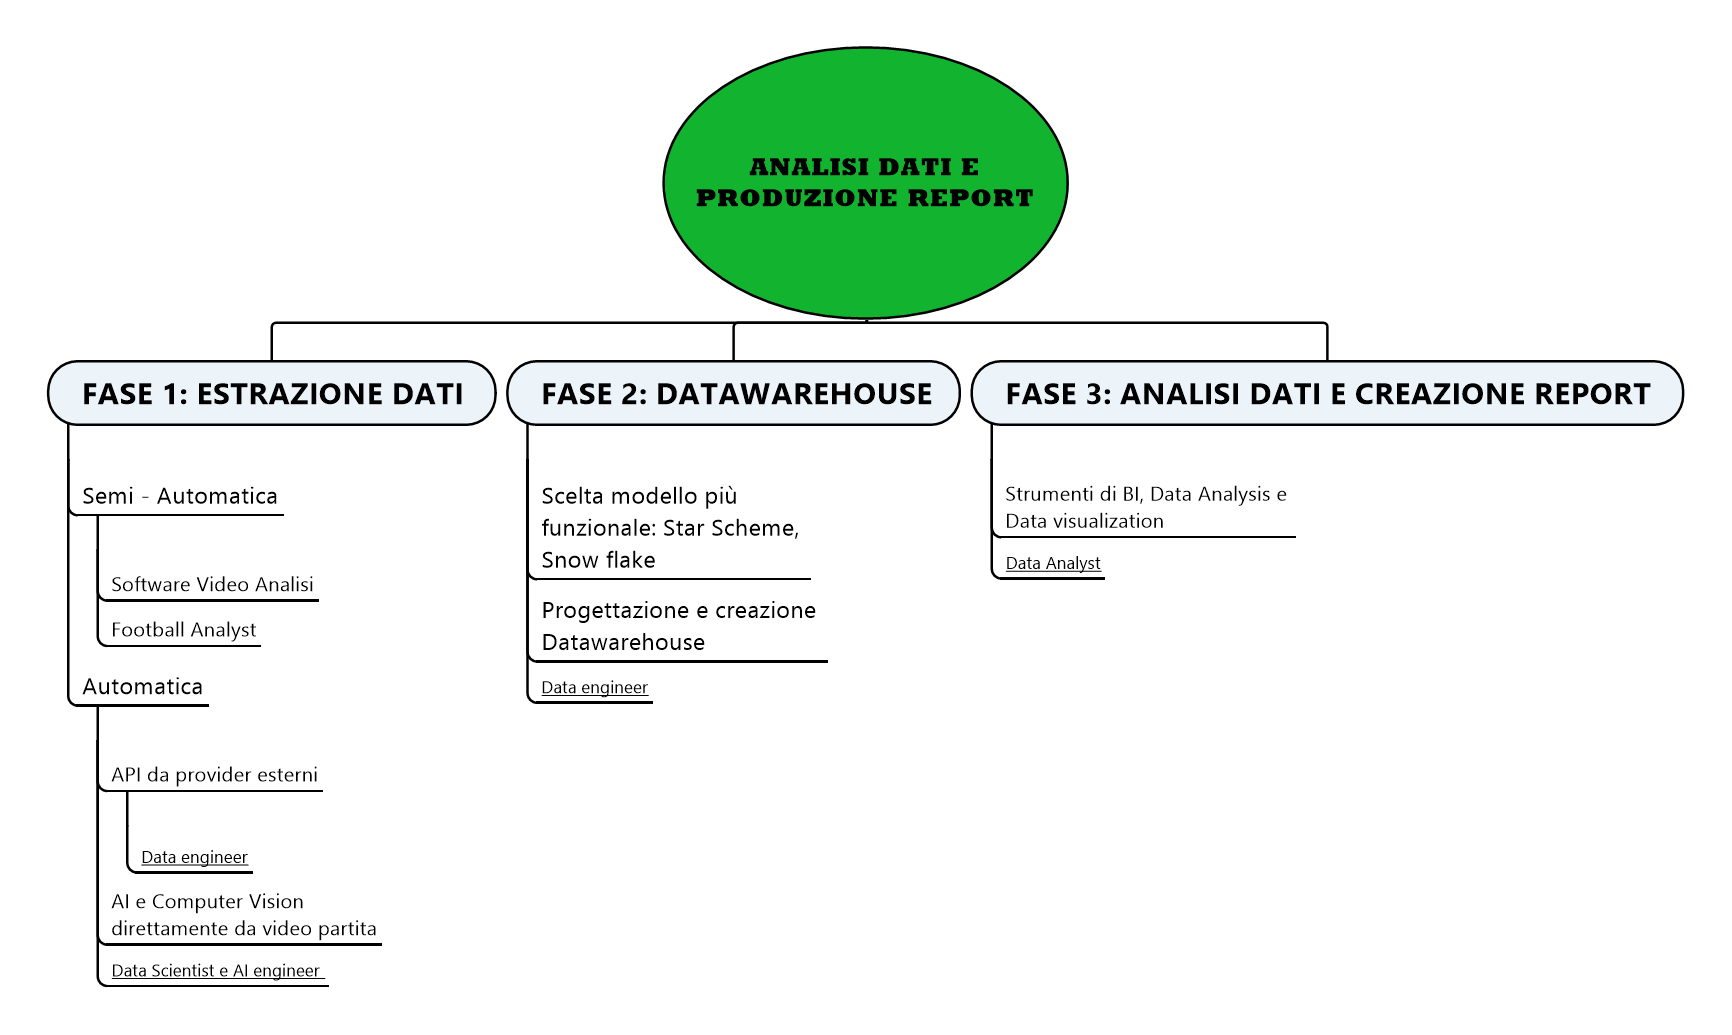 ANALISI DATI E
PRODUZIONE REPORT
FASE 1: ESTRAZIONE DATI
Semi - Automatica
Software Video Analisi
Football Analyst
Automatica
API da provider esterni
Data engineer
AI e Computer Vision
direttamente da video partita
Data Scientist e AI engineer
FASE 2: DATAWAREHOUSE
Scelta modello più
funzionale: Star Scheme,
Snow flake
Progettazione e creazione
Datawarehouse
Data engineer
FASE 3: ANALISI DATI E CREAZIONE REPORT
Strumenti di BI, Data Analysis e
Data visualization
Data Analyst